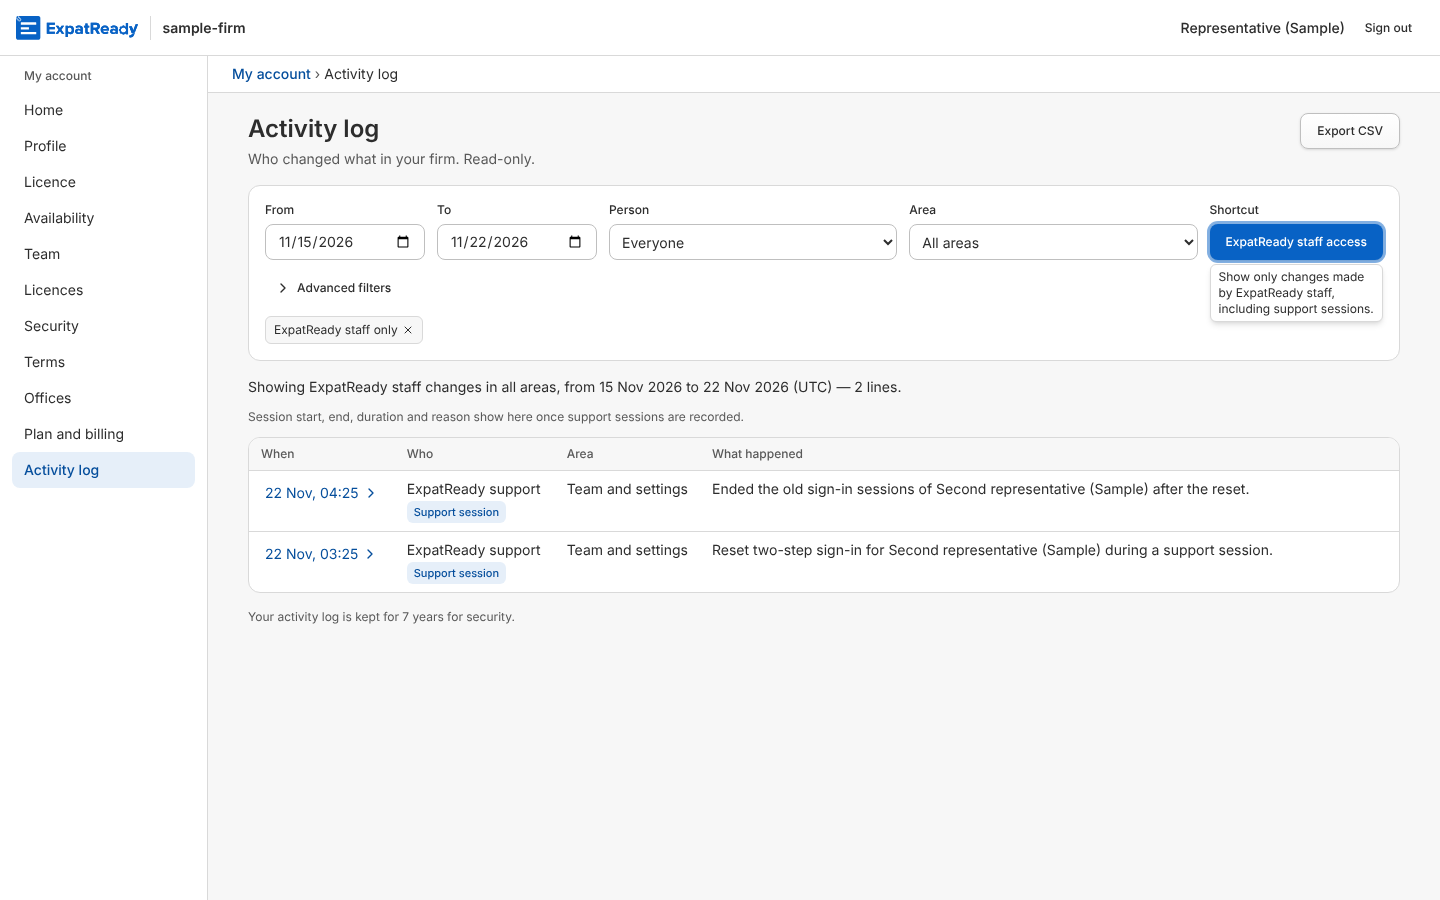 ExpatReady
sample-firm
Representative (Sample)
Sign out
My account
Home
Profile
Licence
Availability
Team
Licences
Security
Terms
Offices
Plan and billing
Activity log
My account › Activity log
Activity log
Who changed what in your firm. Read-only.
Export CSV
From
To
Person
Area
Shortcut
11/15/2026
11/22/2026
Everyone
All areas
ExpatReady staff access
Show only changes made
by ExpatReady staff,
including support sessions.
Advanced filters
ExpatReady staff only ×
Showing ExpatReady staff changes in all areas, from 15 Nov 2026 to 22 Nov 2026 (UTC) — 2 lines.
Session start, end, duration and reason show here once support sessions are recorded.
When Who Area What happened
22 Nov, 04:25 ExpatReady support Team and settings Ended the old sign-in sessions of Second representative (Sample) after the reset.
Support session
22 Nov, 03:25 ExpatReady support Team and settings Reset two-step sign-in for Second representative (Sample) during a support session.
Support session
Your activity log is kept for 7 years for security.